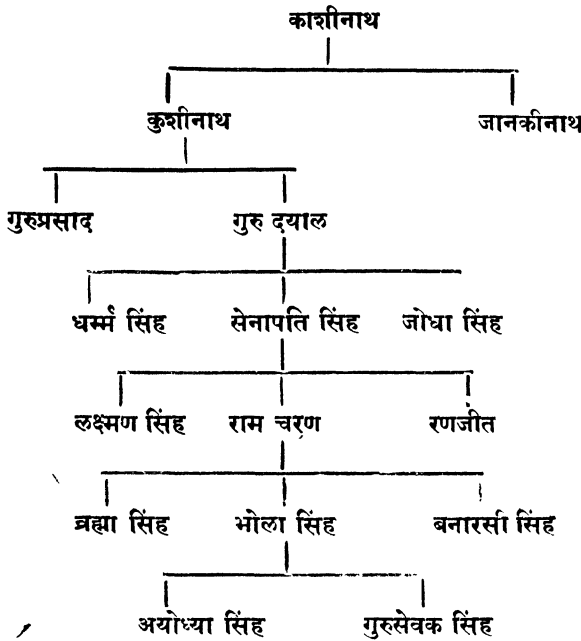 काशीनाथ
कुशीनाथ जानकीनाथ
गुरुप्रसाद गुरु दयाल
धर्म्म सिंह सेनापति सिंह जोधा सिंह
लक्ष्मण सिंह राम चरण रणजीत
व्रह्मा सिंह भोला सिंह बनारसी सिंह
अयोध्या सिंह गुरुसेवक सिंह